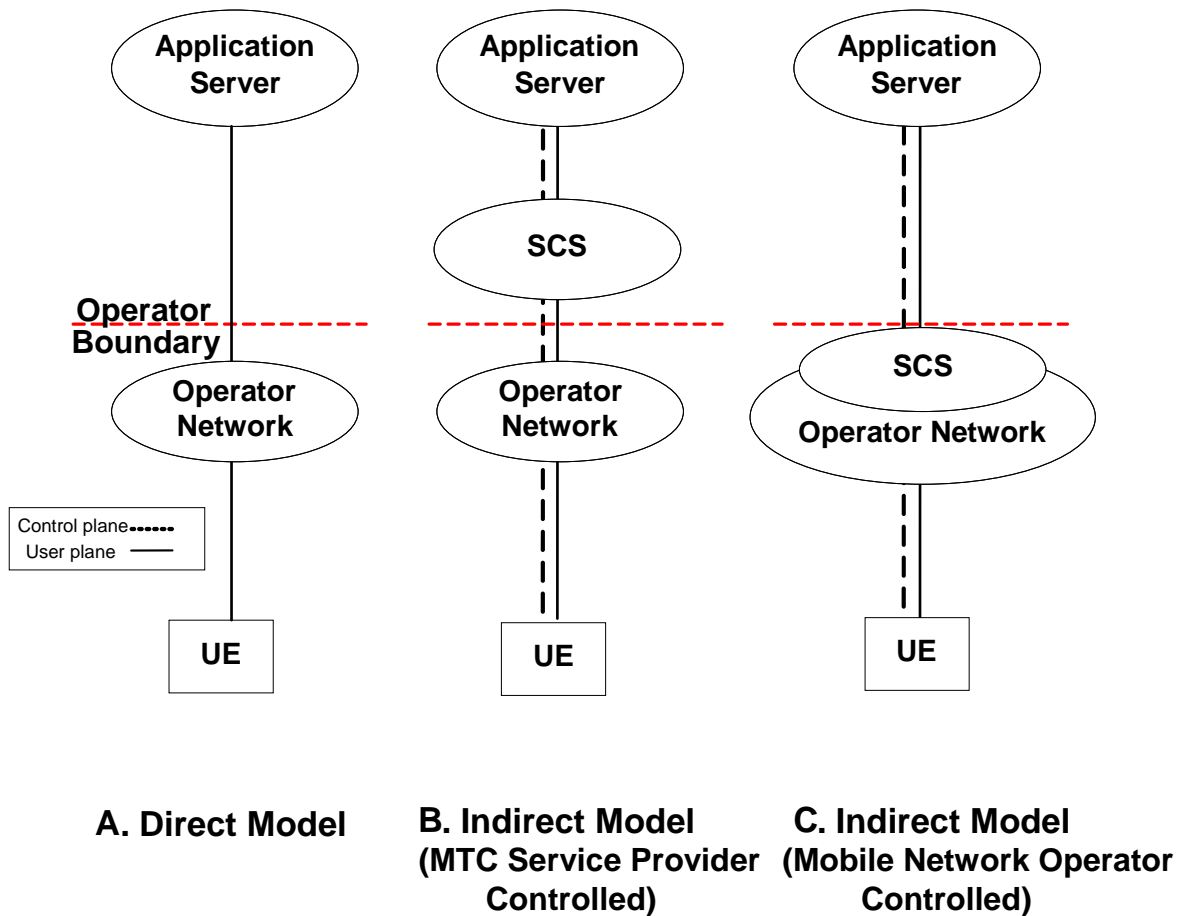 Application
Server
Application
Server
Application
Server
SCS
Operator
Boundary
SCS
Operator
Network
Operator
Network
Operator Network
Control plane
User plane
UE
UE
UE
A. Direct Model
B. Indirect Model
(MTC Service Provider
Controlled)
C. Indirect Model
(Mobile Network Operator
Controlled)